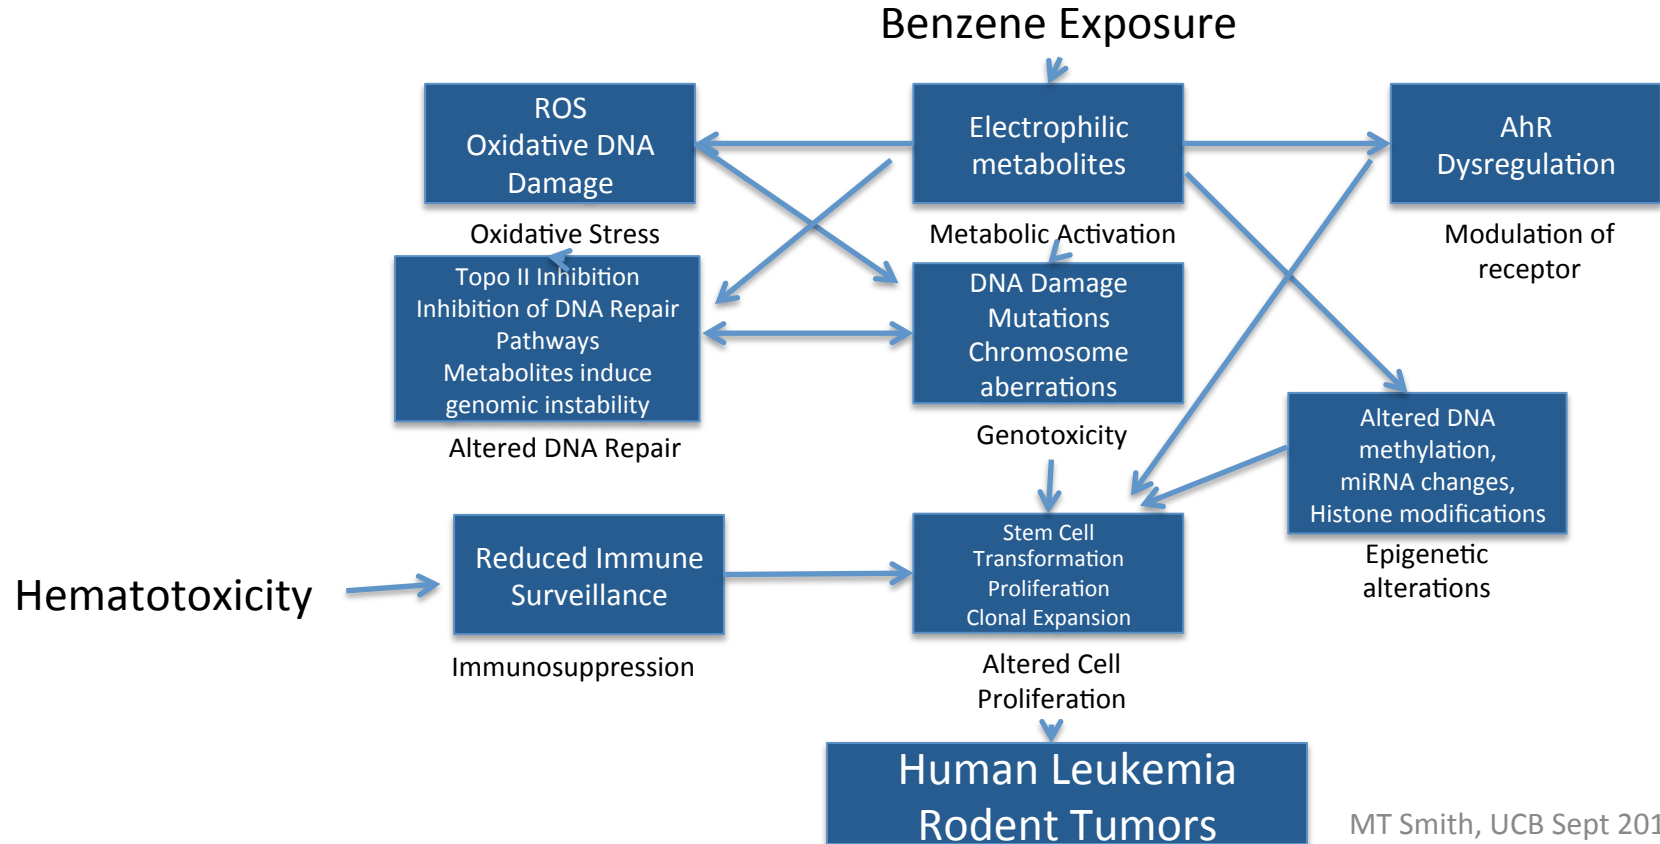 Benzene Exposure
ROS
Oxidative DNA
Damage
Oxidative Stress
Electrophilic
metabolites
Metabolic Activation
AhR
Dysregulation
Modulation of
receptor
Topo II Inhibition
Inhibition of DNA Repair
Pathways
Metabolites induce
genomic instability
Altered DNA Repair
DNA Damage
Mutations
Chromosome
aberrations
Genotoxicity
Altered DNA
methylation,
miRNA changes,
Histone modifications
Epigenetic
alterations
Hematotoxicity
Reduced Immune
Surveillance
Immunosuppression
Stem Cell
Transformation
Proliferation
Clonal Expansion
Altered Cell
Proliferation
Human Leukemia
Rodent Tumors
MT Smith, UCB Sept 201